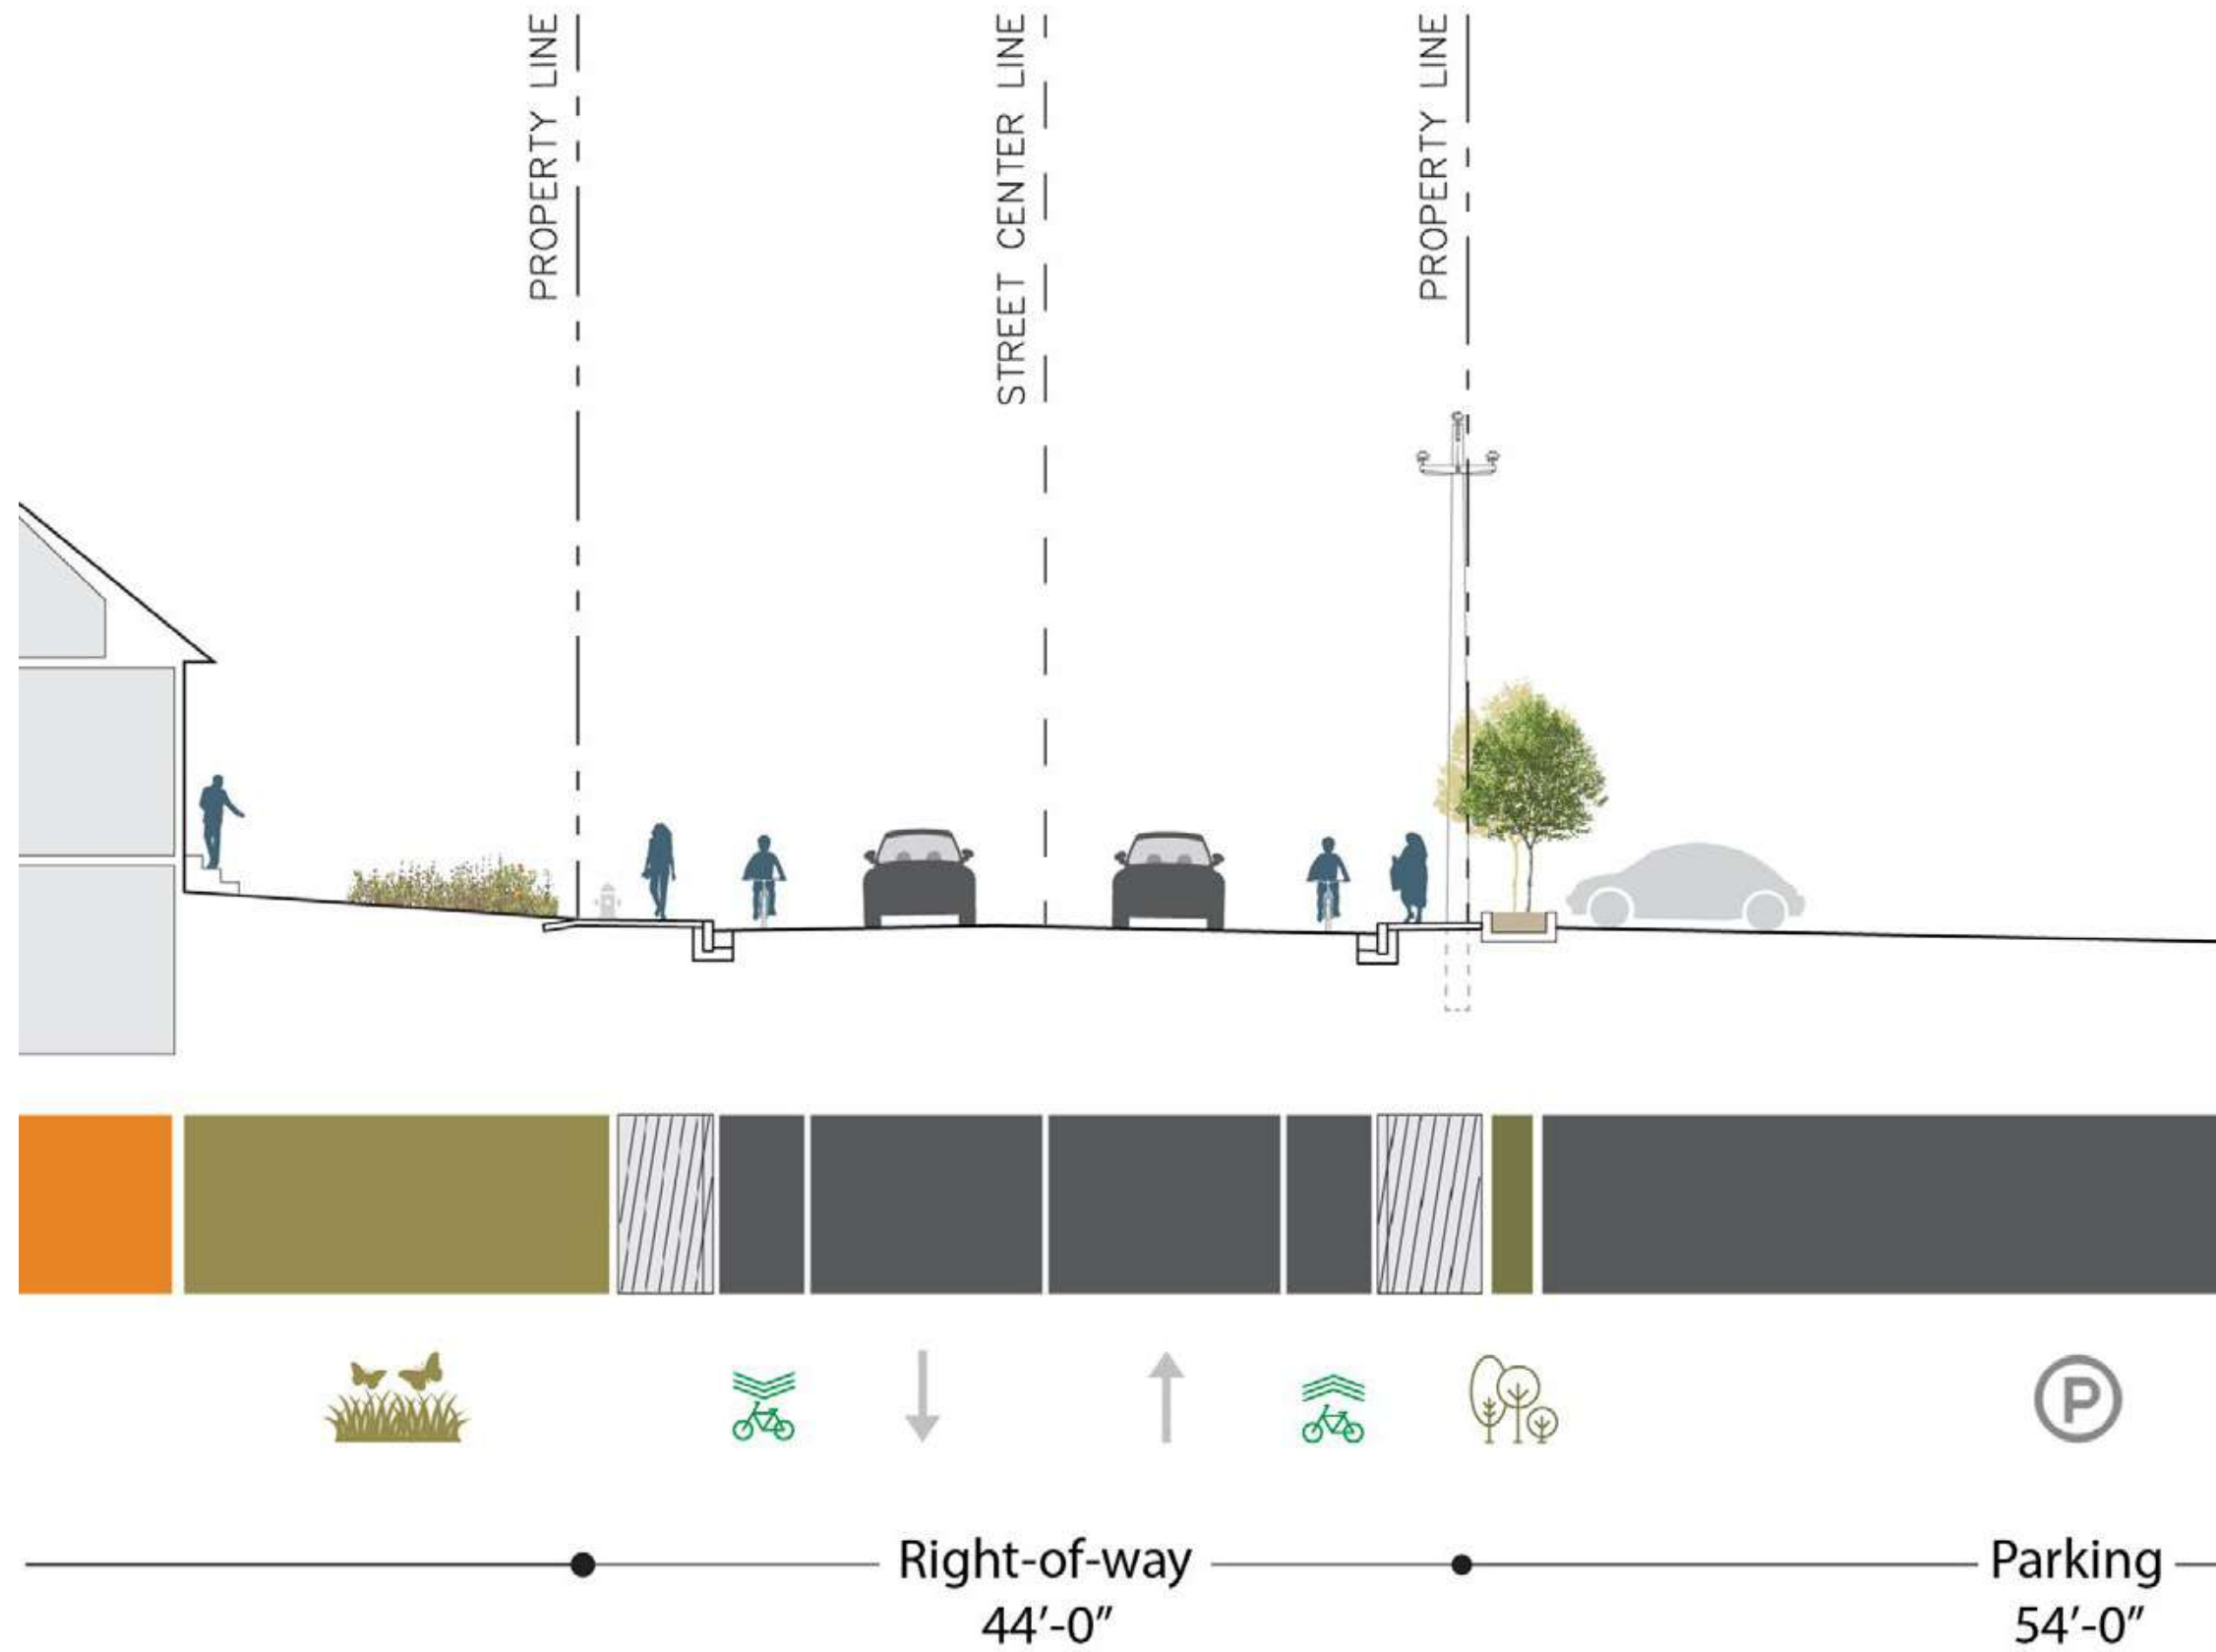 PROPERTY LINE
STREET CENTER LINE
PROPERTY LINE
P
Right-of-way
44'-0"
Parking
54'-0"